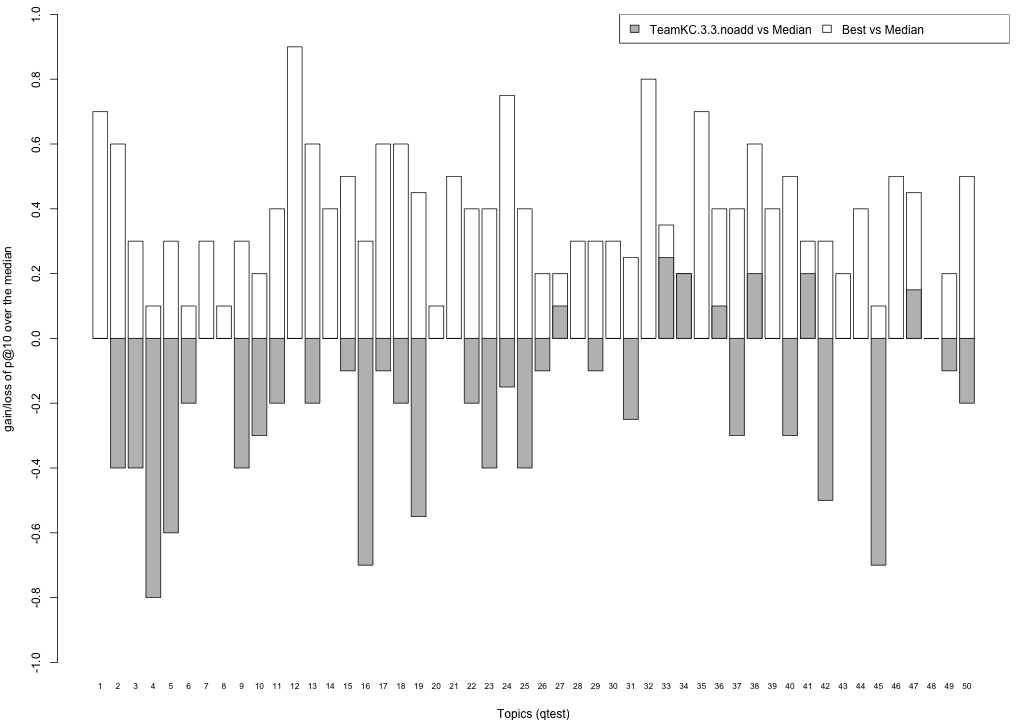 TeamKC.3.3.noadd vs Median Best vs Median
1.0
0.8
0.6
0.4
0.2
0.0
-0.2
-0.4
-0.6
-0.8
-1.0
gain/loss of p@10 over the median
1 2 3 4 5 6 7 8 9 10 11 12 13 14 15 16 17 18 19 20 21 22 23 24 25 26 27 28 29 30 31 32 33 34 35 36 37 38 39 40 41 42 43 44 45 46 47 48 49 50
Topics (qtest)